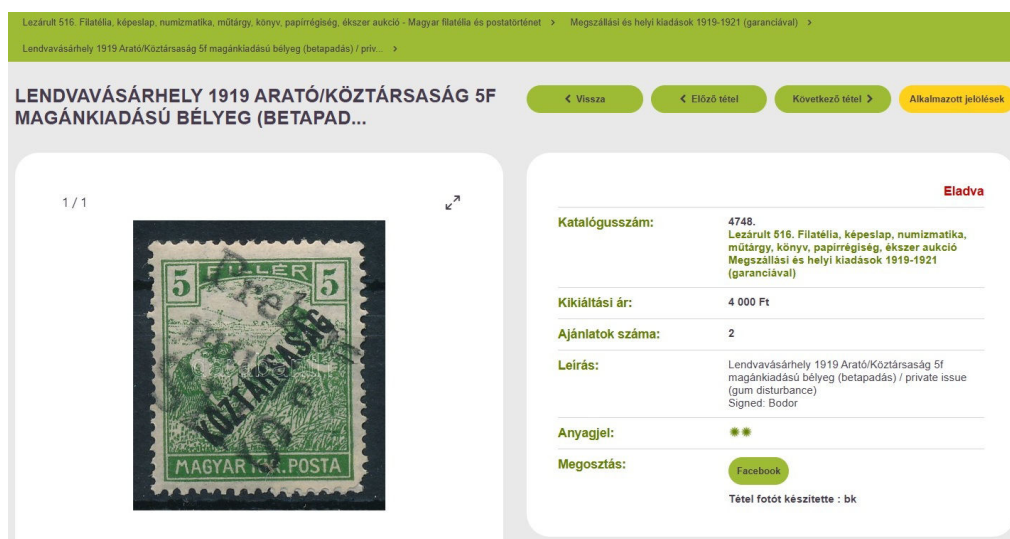 Lezárult 516. Filatélia, képeslap, numizmatika, műtárgy, könyv, papírrégiség, ékszer aukció - Magyar filatélia és postatörténet > Megszállási és helyi kiadások 1919-1921 (garanciával) >
Lendvavásárhely 1919 Arató/Köztársaság 5f magánkiadású bélyeg (betapadás) / priv... >
LENDVAVÁSÁRHELY 1919 ARATÓ/KÖZTÁRSASÁG 5F
MAGÁNKIADÁSÚ BÉLYEG (BETAPAD...
< Vissza
< Előző tétel
Következő tétel >
Alkalmazott jelölések
1 / 1
5 FILLÉR 5
KÖZTÁRSASÁG
MAGYAR KIR. POSTA
Eladva
Katalógusszám:
4748.
Lezárult 516. Filatélia, képeslap, numizmatika,
műtárgy, könyv, papírrégiség, ékszer aukció
Megszállási és helyi kiadások 1919-1921
(garanciával)
Kikiáltási ár:
4 000 Ft
Ajánlatok száma:
2
Leírás:
Lendvavásárhely 1919 Arató/Köztársaság 5f
magánkiadású bélyeg (betapadás) / private issue
(gum disturbance)
Signed: Bodor
Anyagjel:
Megosztás:
Facebook
Tétel fotót készítette : bk